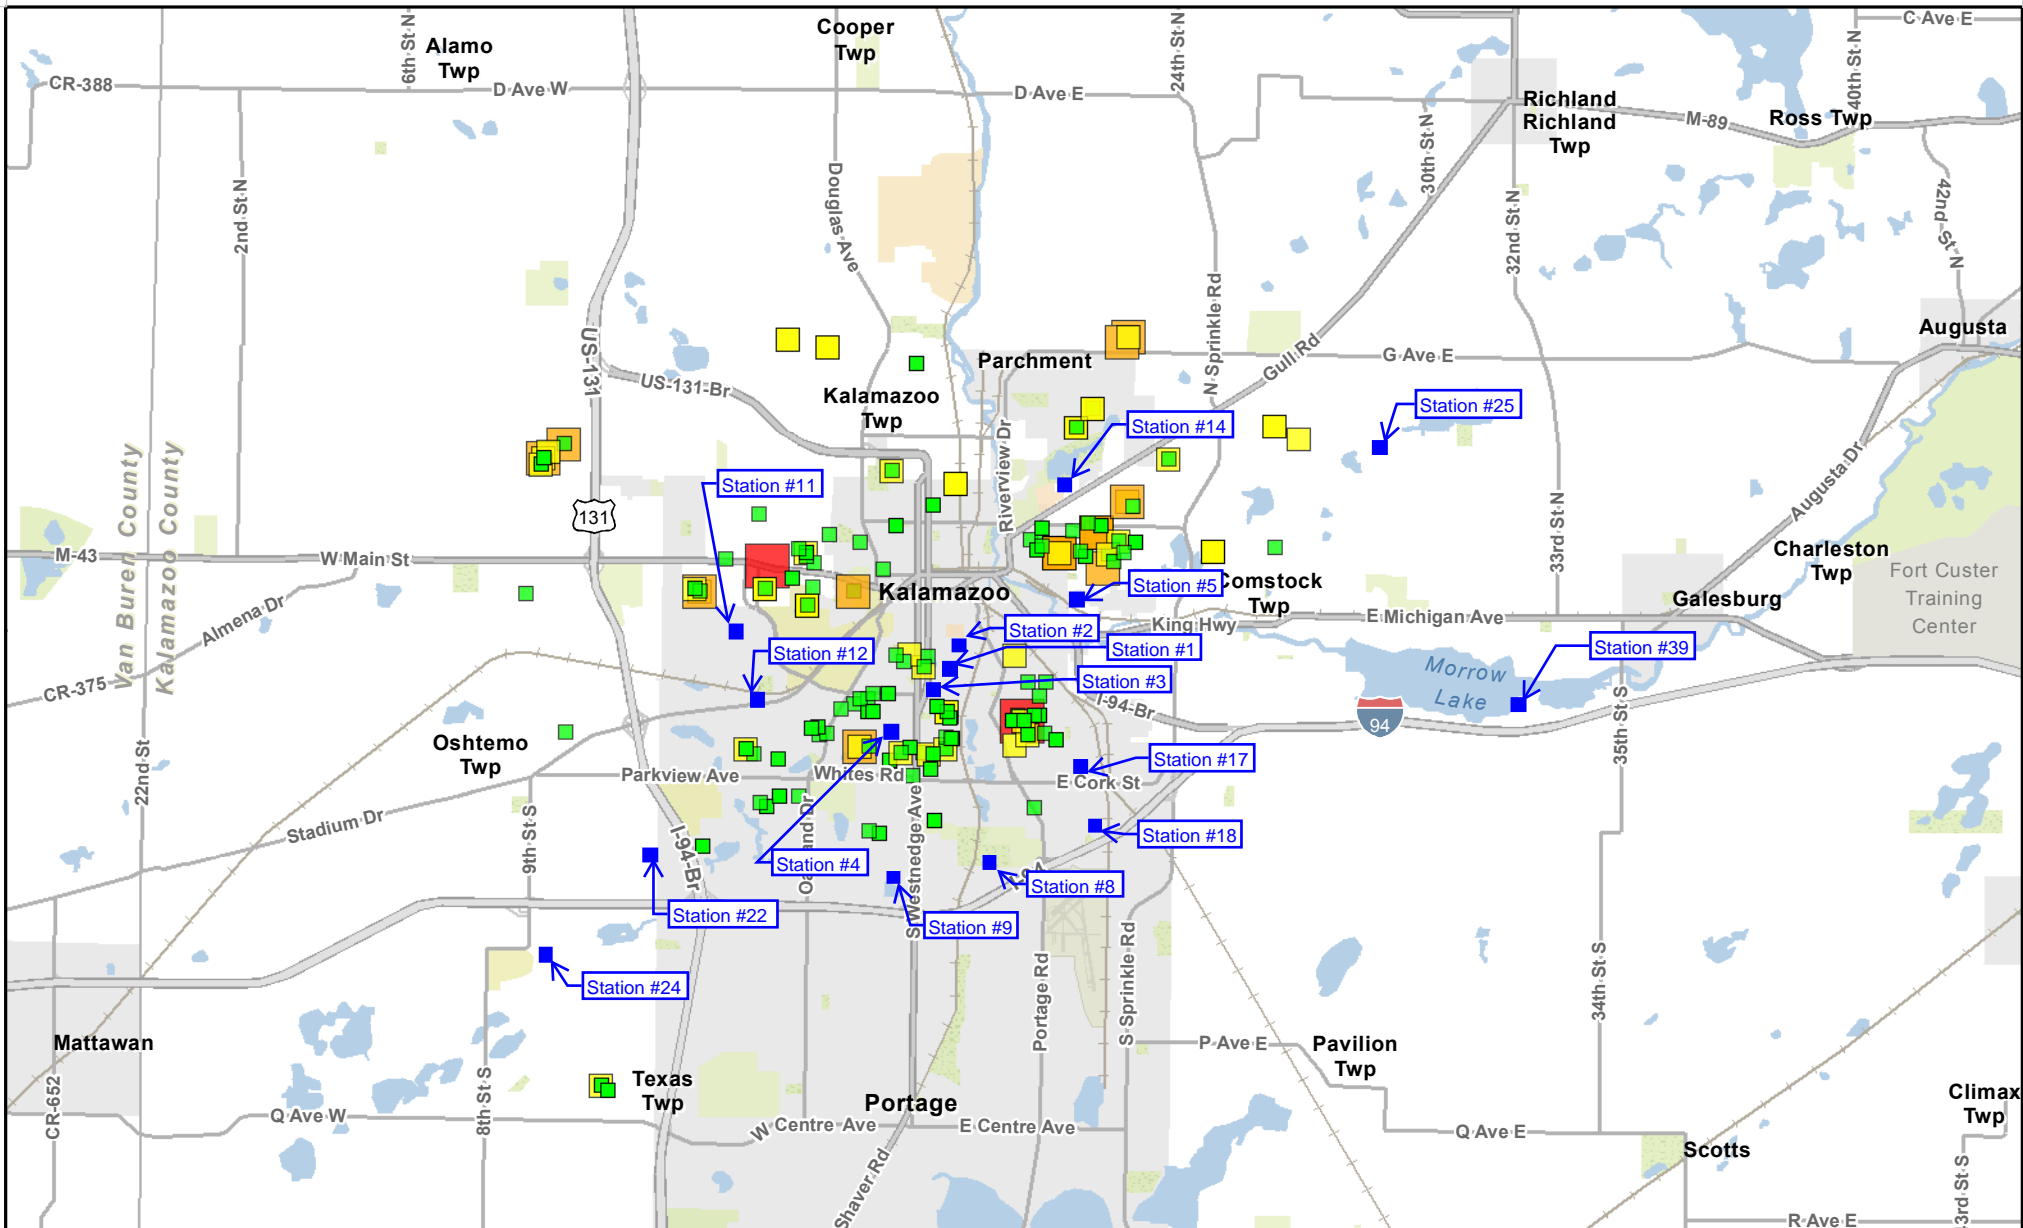 C Ave E
Cooper
Twp
Alamo
Twp
6th St N
24th St N
40th St N
CR-388
D Ave W
D Ave E
Richland
Richland
Twp
M-89
Ross Twp
2nd St N
Douglas Ave
30th St N
32nd St N
42nd St N
N Sprinkle Rd
Gull Rd
G Ave E
Augusta
US-131
US-131-Br
Parchment
Kalamazoo
Twp
Station #25
Station #14
Riverview Dr
Van Buren County
Kalamazoo County
Station #11
131
33rd St N
Augusta Dr
M-43
W Main St
Charleston
Twp
Fort Custer
Training
Center
Almena Dr
Kalamazoo
Station #5
Comstock
Twp
Galesburg
E Michigan Ave
King Hwy
Station #2
Station #1
Station #12
Station #39
Morrow
Lake
Station #3
CR-375
I-94-Br
94
35th St S
Oshtemo
Twp
22nd St
Parkview Ave
Whites Rd
Station #17
E Cork St
Stadium Dr
9th St S
I-94-Br
S Westnedge Ave
Station #18
Station #4
Station #8
Station #22
Station #9
Station #24
Portage Rd
S Sprinkle Rd
34th St S
Mattawan
P Ave E
Pavilion
Twp
Texas
Twp
CR-652
8th St S
Q Ave W
Portage
W Centre Ave
E Centre Ave
Q Ave E
Climax
Twp
Scotts
Shaver Rd
3rd St S
R Ave E